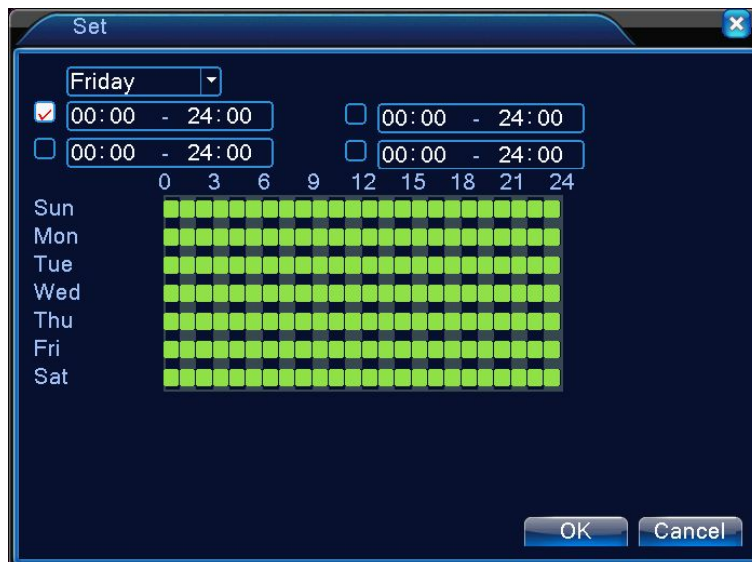 Set
Friday
00:00 - 24:00 00:00 - 24:00
00:00 - 24:00 00:00 - 24:00
0 3 6 9 12 15 18 21 24
Sun
Mon
Tue
Wed
Thu
Fri
Sat
OK Cancel